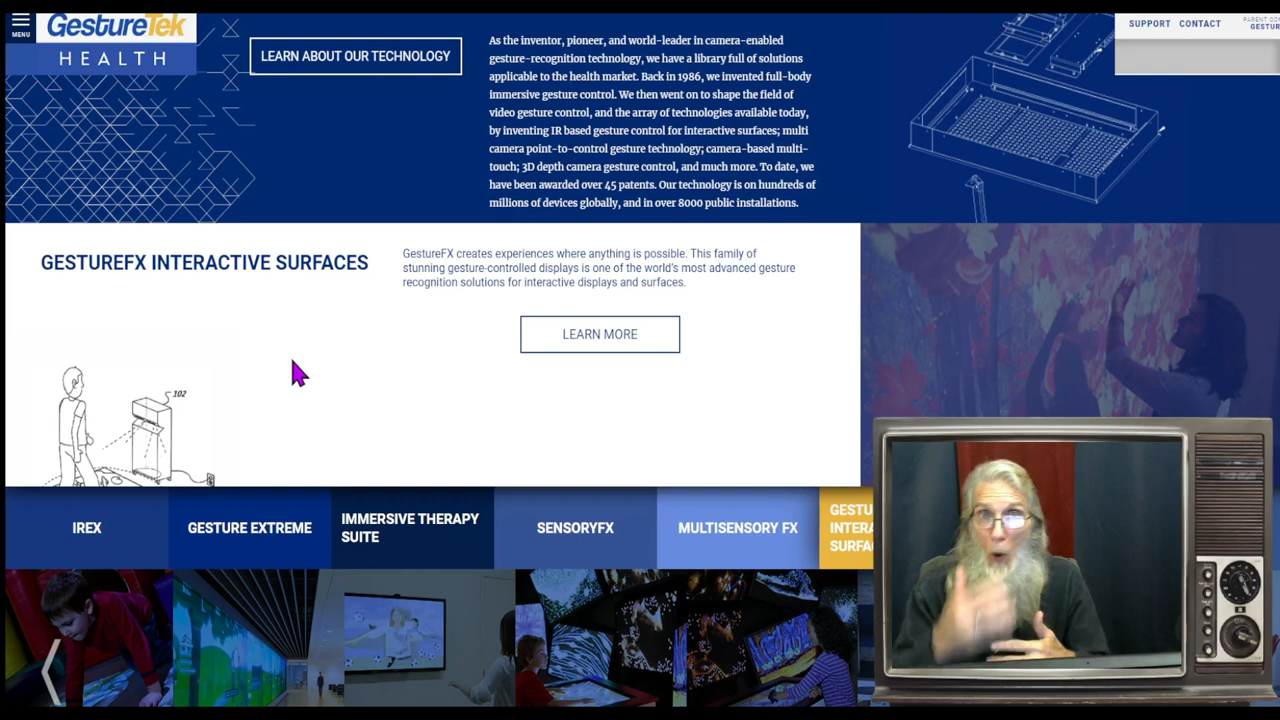 MENU
GestureTek
HEALTH
LEARN ABOUT OUR TECHNOLOGY
As the inventor, pioneer, and world-leader in camera-enabled
gesture-recognition technology, we have a library full of solutions
applicable to the health market. Back in 1986, we invented full-body
immersive gesture control. We then went on to shape the field of
video gesture control, and the array of technologies available today,
by inventing IR based gesture control for interactive surfaces; multi
camera point-to-control gesture technology; camera-based multi-
touch; 3D depth camera gesture control, and much more. To date, we
have been awarded over 45 patents. Our technology is on hundreds of
millions of devices globally, and in over 8000 public installations.
SUPPORT CONTACT
PARENT CO
GESTUR
GESTUREFX INTERACTIVE SURFACES
GestureFX creates experiences where anything is possible. This family of
stunning gesture-controlled displays is one of the world's most advanced gesture
recognition solutions for interactive displays and surfaces.
LEARN MORE
102
IREX
GESTURE EXTREME
IMMERSIVE THERAPY
SUITE
SENSORYFX
MULTISENSORY FX
GESTU
INTERA
SURFAC